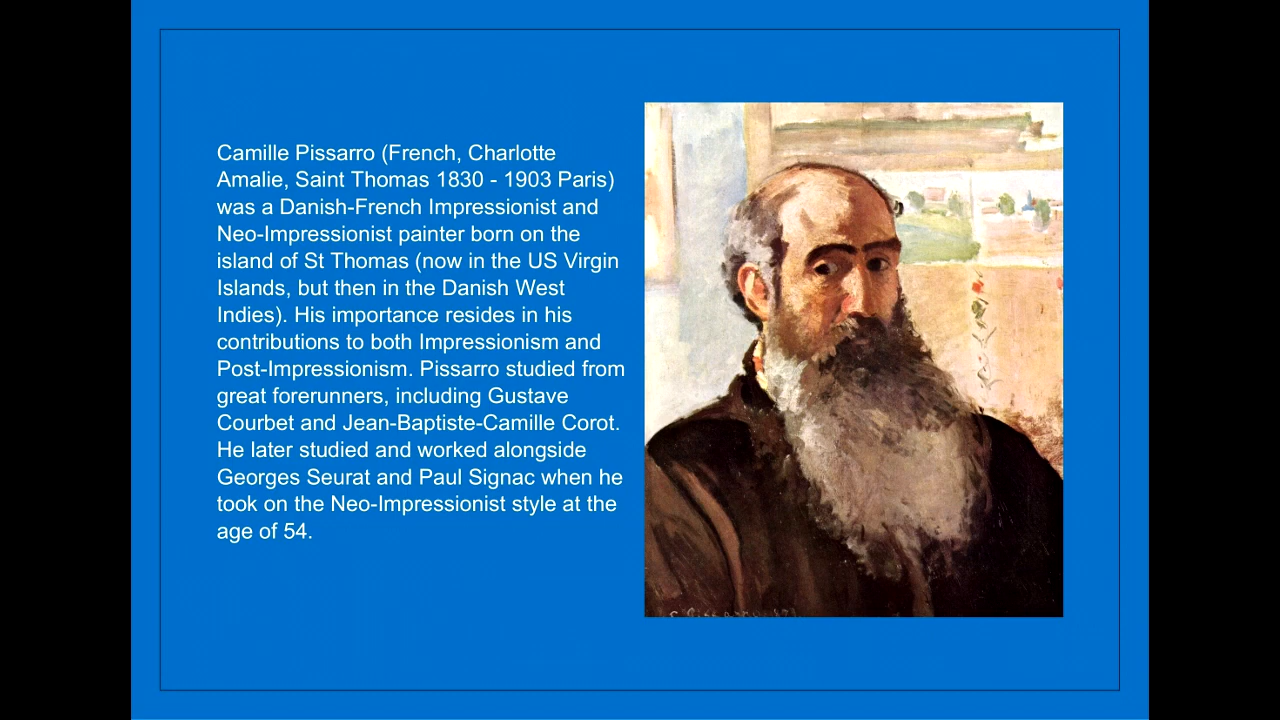 Camille Pissarro (French, Charlotte
Amalie, Saint Thomas 1830 - 1903 Paris)
was a Danish-French Impressionist and
Neo-Impressionist painter born on the
island of St Thomas (now in the US Virgin
Islands, but then in the Danish West
Indies). His importance resides in his
contributions to both Impressionism and
Post-Impressionism. Pissarro studied from
great forerunners, including Gustave
Courbet and Jean-Baptiste-Camille Corot.
He later studied and worked alongside
Georges Seurat and Paul Signac when he
took on the Neo-Impressionist style at the
age of 54.
C. Pissarro